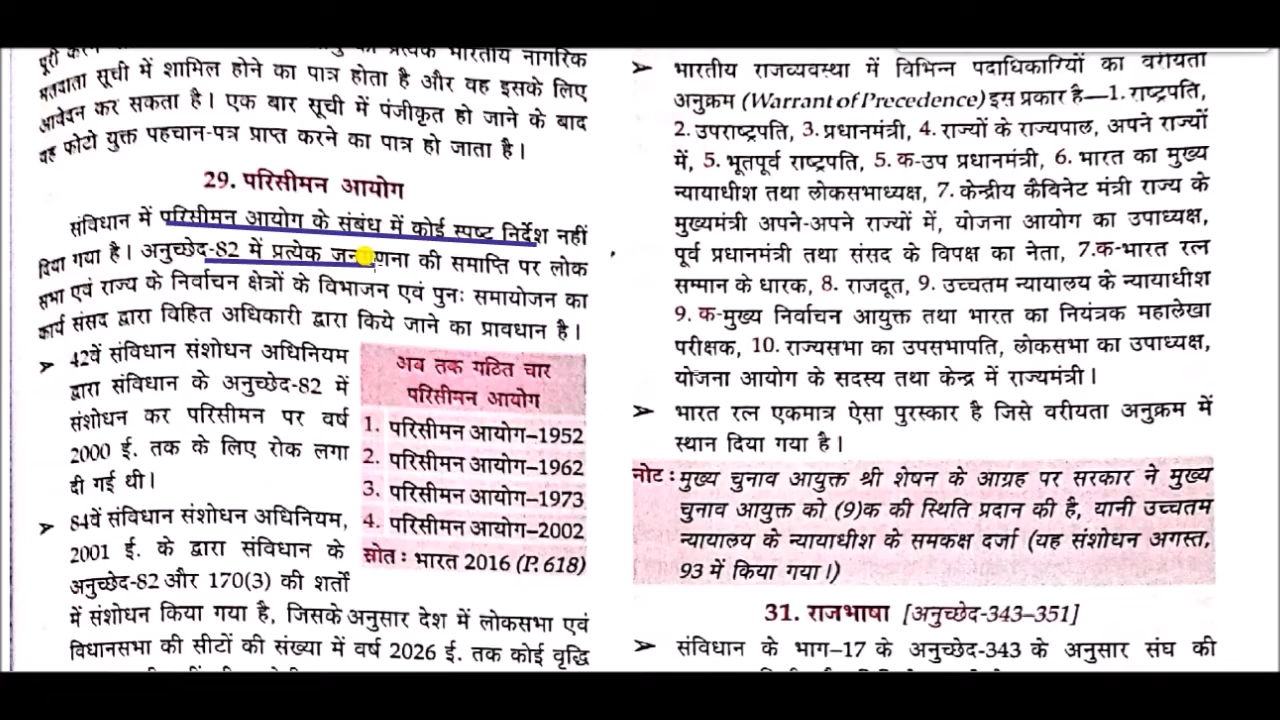 पूरी करने प्रत्येक भारतीय नागरिक
मतदाता सूची में शामिल होने का पात्र होता है और वह इसके लिए
आवेदन कर सकता है। एक बार सूची में पंजीकृत हो जाने के बाद
वह फोटो युक्त पहचान-पत्र प्राप्त करने का पात्र हो जाता है।
29. परिसीमन आयोग
संविधान में परिसीमन आयोग के संबंध में कोई स्पष्ट निर्देश नहीं
दिया गया है। अनुच्छेद-82 में प्रत्येक जनगणना की समाप्ति पर लोक
सभा एवं राज्य के निर्वाचन क्षेत्रों के विभाजन एवं पुनः समायोजन का
कार्य संसद द्वारा विहित अधिकारी द्वारा किये जाने का प्रावधान है।
➤ 42वें संविधान संशोधन अधिनियम
द्वारा संविधान के अनुच्छेद-82 में
संशोधन कर परिसीमन पर वर्ष
2000 ई. तक के लिए रोक लगा
दी गई थी।
➤ 84वें संविधान संशोधन अधिनियम,
2001 ई. के द्वारा संविधान के
अनुच्छेद-82 और 170(3) की शर्तों
में संशोधन किया गया है, जिसके अनुसार देश में लोकसभा एवं
विधानसभा की सीटों की संख्या में वर्ष 2026 ई. तक कोई वृद्धि
अब तक गठित चार
परिसीमन आयोग
1. परिसीमन आयोग–1952
2. परिसीमन आयोग–1962
3. परिसीमन आयोग–1973
4. परिसीमन आयोग–2002
स्रोत : भारत 2016 (P. 618)
➤ भारतीय राजव्यवस्था में विभिन्न पदाधिकारियों का वरीयता
अनुक्रम (Warrant of Precedence) इस प्रकार है—1. राष्ट्रपति,
2. उपराष्ट्रपति, 3. प्रधानमंत्री, 4. राज्यों के राज्यपाल, अपने राज्यों
में, 5. भूतपूर्व राष्ट्रपति, 5. क-उप प्रधानमंत्री, 6. भारत का मुख्य
न्यायाधीश तथा लोकसभाध्यक्ष, 7. केन्द्रीय कैबिनेट मंत्री राज्य के
मुख्यमंत्री अपने-अपने राज्यों में, योजना आयोग का उपाध्यक्ष,
पूर्व प्रधानमंत्री तथा संसद के विपक्ष का नेता, 7.क-भारत रत्न
सम्मान के धारक, 8. राजदूत, 9. उच्चतम न्यायालय के न्यायाधीश
9. क-मुख्य निर्वाचन आयुक्त तथा भारत का नियंत्रक महालेखा
परीक्षक, 10. राज्यसभा का उपसभापति, लोकसभा का उपाध्यक्ष,
योजना आयोग के सदस्य तथा केन्द्र में राज्यमंत्री।
➤ भारत रत्न एकमात्र ऐसा पुरस्कार है जिसे वरीयता अनुक्रम में
स्थान दिया गया है।
नोट : मुख्य चुनाव आयुक्त श्री शेषन के आग्रह पर सरकार ने मुख्य
चुनाव आयुक्त को (9)क की स्थिति प्रदान की है, यानी उच्चतम
न्यायालय के न्यायाधीश के समकक्ष दर्जा (यह संशोधन अगस्त,
93 में किया गया।)
31. राजभाषा [अनुच्छेद-343–351]
➤ संविधान के भाग–17 के अनुच्छेद-343 के अनुसार संघ की